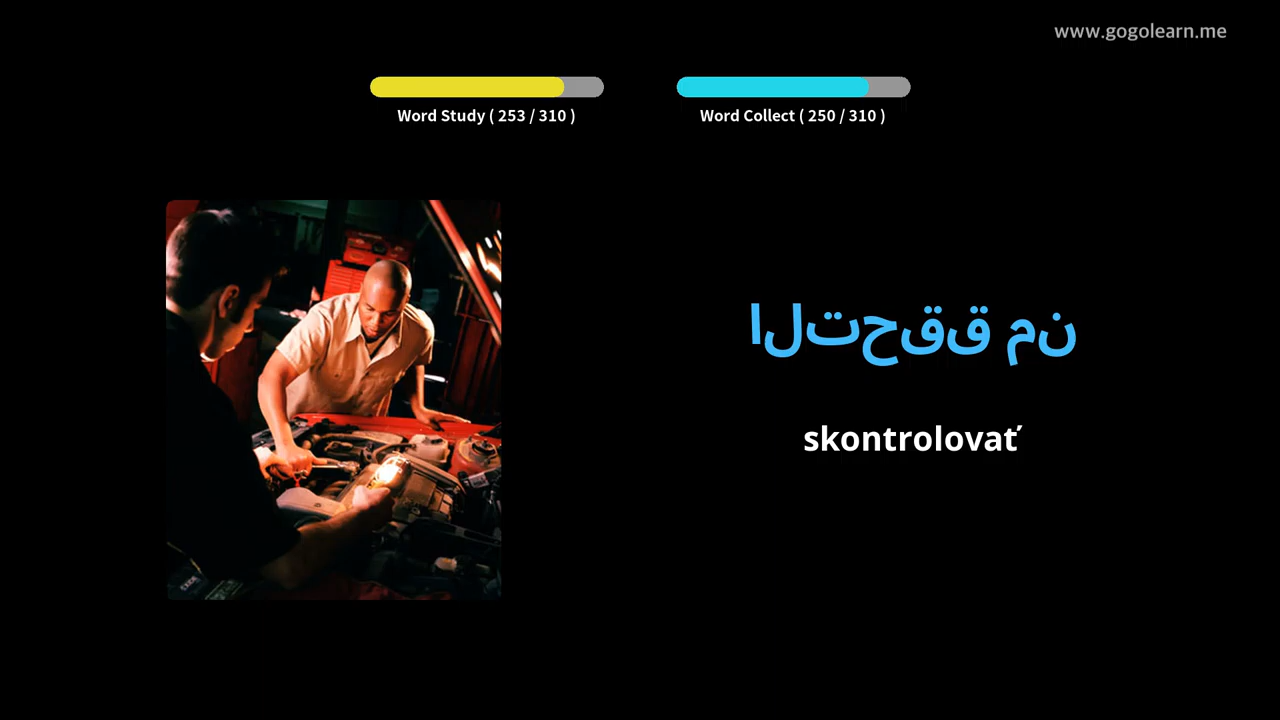 www.gogolearn.me
Word Study ( 253 / 310 )
Word Collect ( 250 / 310 )
التحقق من
skontrolovať